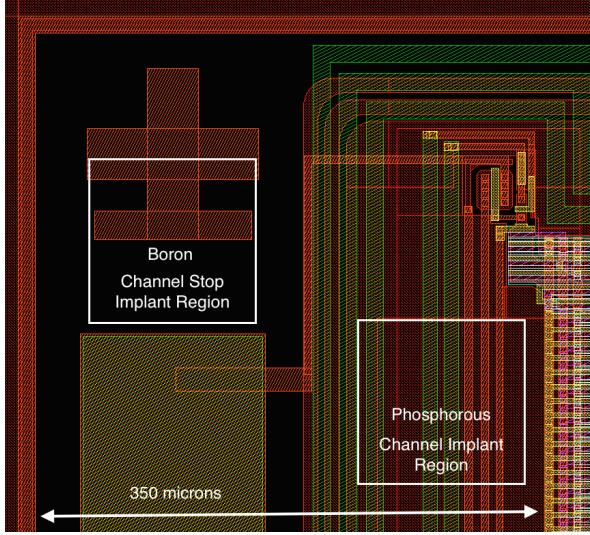 Boron
Channel Stop
Implant Region
Phosphorous
Channel Implant
Region
350 microns